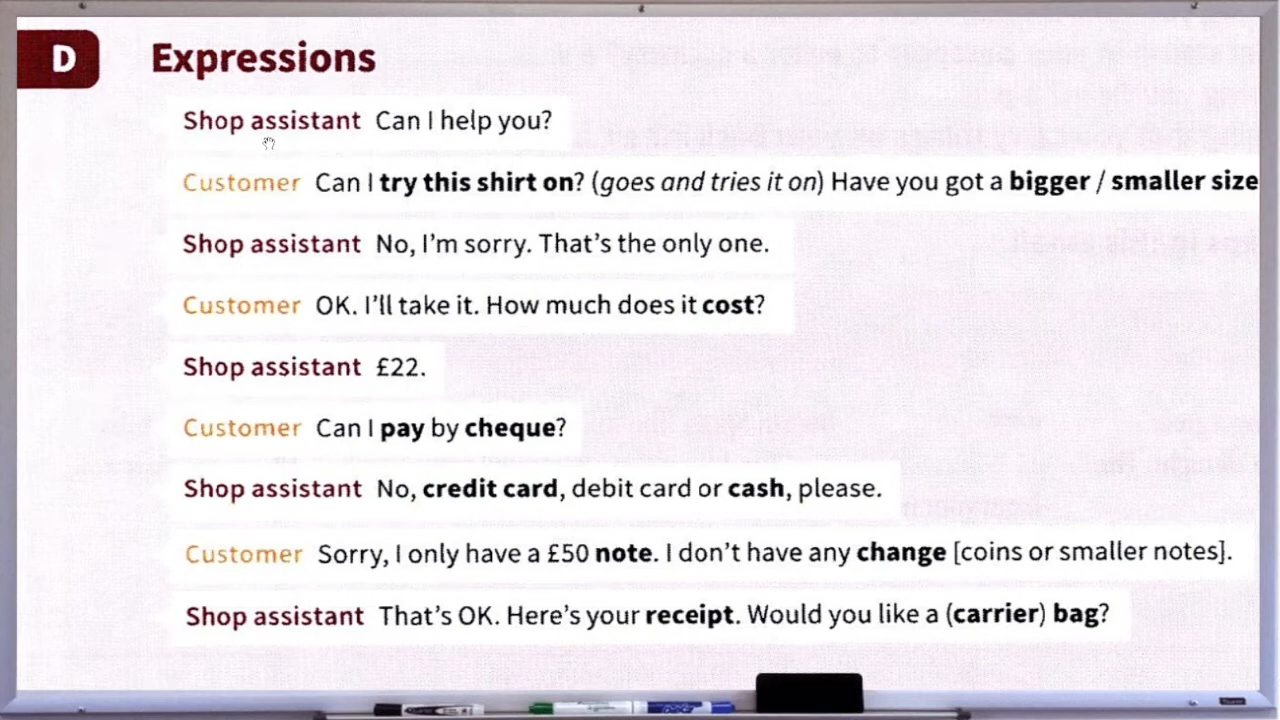 D Expressions
Shop assistant Can I help you?
Customer Can I try this shirt on? (goes and tries it on) Have you got a bigger / smaller size
Shop assistant No, I'm sorry. That's the only one.
Customer OK. I'll take it. How much does it cost?
Shop assistant £22.
Customer Can I pay by cheque?
Shop assistant No, credit card, debit card or cash, please.
Customer Sorry, I only have a £50 note. I don't have any change [coins or smaller notes].
Shop assistant That's OK. Here's your receipt. Would you like a (carrier) bag?